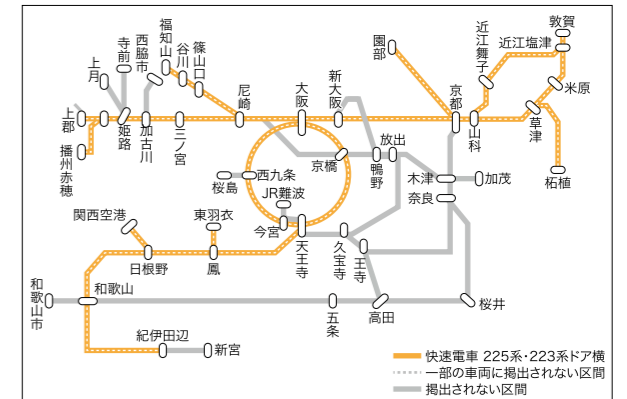 敦賀
近江塩津
近江舞子
園部
福知山
谷川
篠山口
西脇市
寺前
上月
新大阪
大阪
尼崎
京都
山科
米原
草津
柘植
上郡
播州赤穂
姫路
加古川
三ノ宮
放出
京橋
鴨野
木津
加茂
奈良
桜島
西九条
JR難波
今宮
天王寺
久宝寺
王寺
関西空港
東羽衣
日根野
鳳
和歌山市
和歌山
五条
高田
桜井
紀伊田辺
新宮
快速電車 225系・223系ドア横
一部の車両に掲出されない区間
掲出されない区間